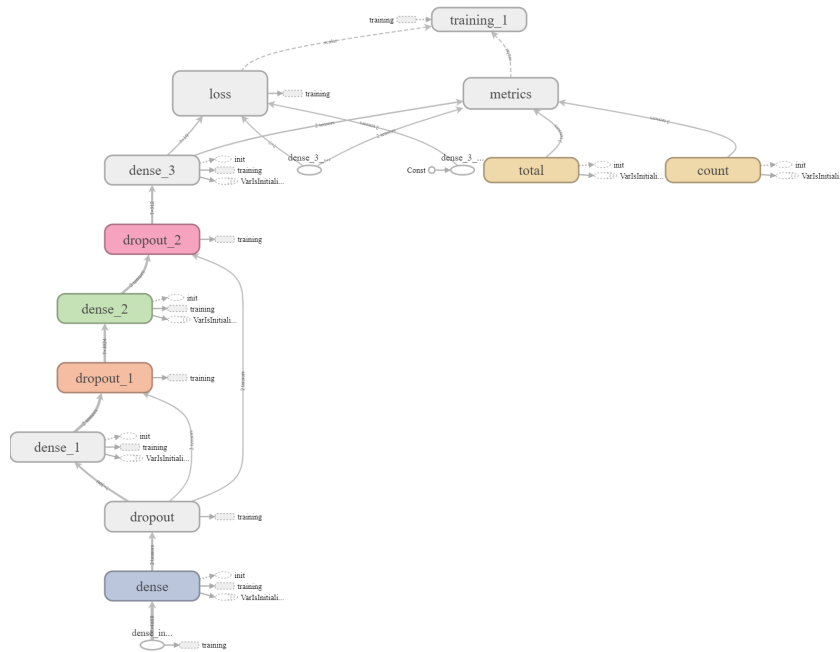 training
training_1
loss
training
metrics
dense_3
init
training
VarIsInitiali...
dense_3_...
Const
dense_3_...
total
init
VarIsInitiali...
count
init
VarIsInitiali
dropout_2
training
dense_2
init
training
VarIsInitiali...
dropout_1
training
dense_1
init
training
VarIsInitiali...
dropout
training
dense
init
training
VarIsInitiali...
dense_in...
training